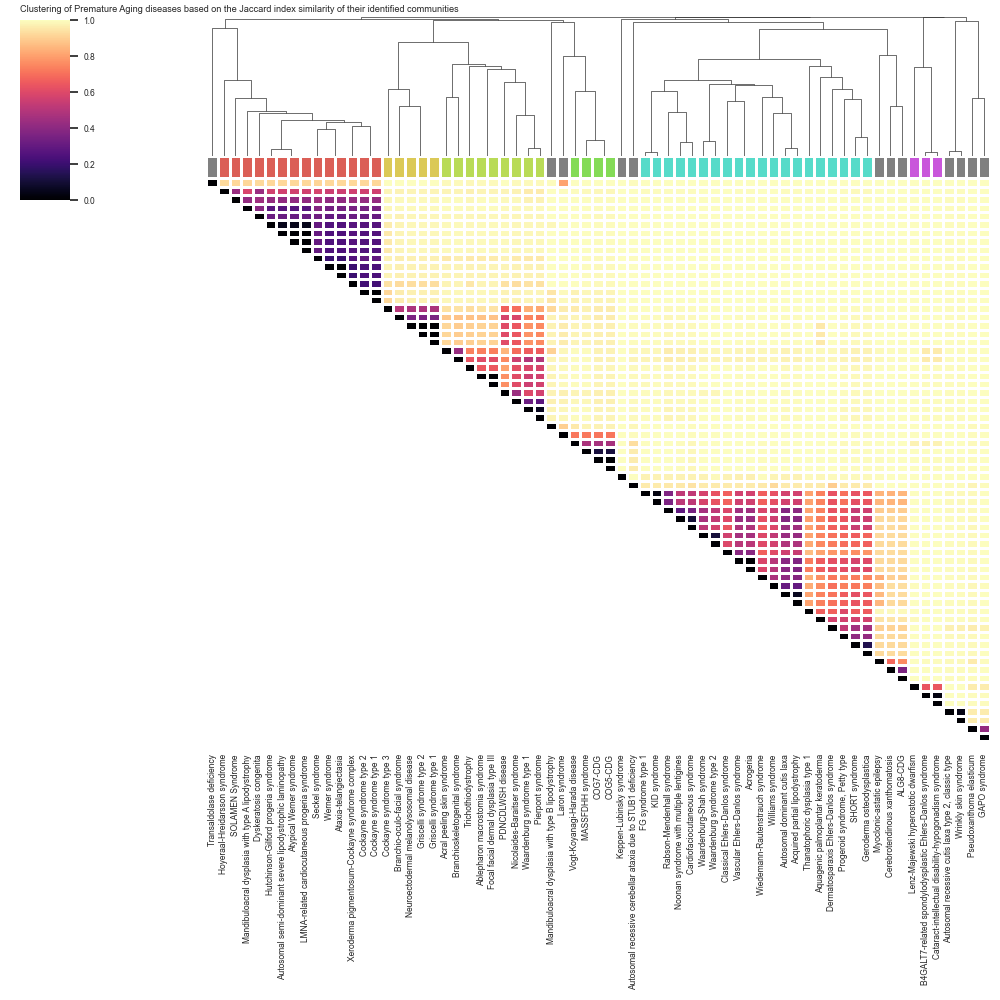 Clustering of Premature Aging diseases based on the Jaccard index similarity of their identified communities
1.0
0.8
0.6
0.4
0.2
0.0
Transaldolase deficiency
Hoyeraal-Hreidarsson syndrome
SOLAMEN Syndrome
Mandibuloacral dysplasia with type A lipodystrophy
Dyskeratosis congenita
Hutchinson-Gilford progeria syndrome
Autosomal semi-dominant severe lipodystrophic laminopathy
Atypical Werner syndrome
LMNA-related cardiocutaneous progeria syndrome
Seckel syndrome
Werner syndrome
Ataxia-telangiectasia
Xeroderma pigmentosum-Cockayne syndrome complex
Cockayne syndrome type 2
Cockayne syndrome type 1
Cockayne syndrome type 3
Branchio-oculo-facial syndrome
Neuroectodermal melanolysosomal disease
Griscelli syndrome type 2
Griscelli syndrome type 1
Acral peeling skin syndrome
Branchioskeletogenital syndrome
Trichothiodystrophy
Ablepharon macrostomia syndrome
Focal facial dermal dysplasia type III
PDNCDLWSH disease
Nicolaides-Baraitser syndrome
Waardenburg syndrome type 1
Pierpont syndrome
Mandibuloacral dysplasia with type B lipodystrophy
Laron syndrome
Vogt-Koyanagi-Harada disease
MASSFDHH syndrome
COG7-CDG
COG5-CDG
Keppen-Lubinsky syndrome
Autosomal recessive cerebellar ataxia due to STUB1 deficiency
FG syndrome type 1
KID syndrome
Rabson-Mendenhall syndrome
Noonan syndrome with multiple lentigines
Cardiofaciocutaneous syndrome
Waardenburg-Shah syndrome
Waardenburg syndrome type 2
Classical Ehlers-Danlos syndrome
Vascular Ehlers-Danlos syndrome
Acrogeria
Wiedemann-Rautenstrauch syndrome
Williams syndrome
Autosomal dominant cutis laxa
Acquired partial lipodystrophy
Thanatophoric dysplasia type 1
Aquagenic palmoplantar keratoderma
Dermatosparaxis Ehlers-Danlos syndrome
Progeroid syndrome, Petty type
SHORT syndrome
Geroderma osteodysplastica
Myoclonic-astatic epilepsy
Cerebrotendinous xanthomatosis
ALG8-CDG
Lenz-Majewski hyperostotic dwarfism
B4GALT7-related spondylodysplastic Ehlers-Danlos syndrome
Cataract-intellectual disability-hypogonadism syndrome
Autosomal recessive cutis laxa type 2, classic type
Wrinkly skin syndrome
Pseudoxanthoma elasticum
GAPO syndrome